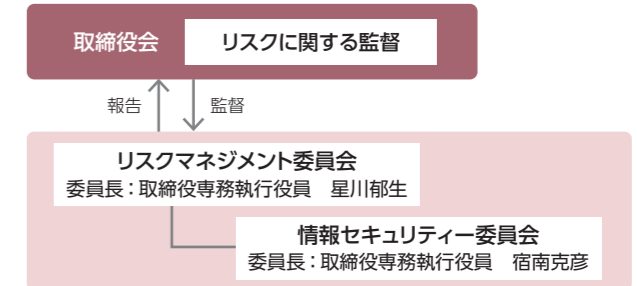 取締役会
リスクに関する監督
報告
監督
リスクマネジメント委員会
委員長：取締役専務執行役員　星川郁生
情報セキュリティー委員会
委員長：取締役専務執行役員　宿南克彦